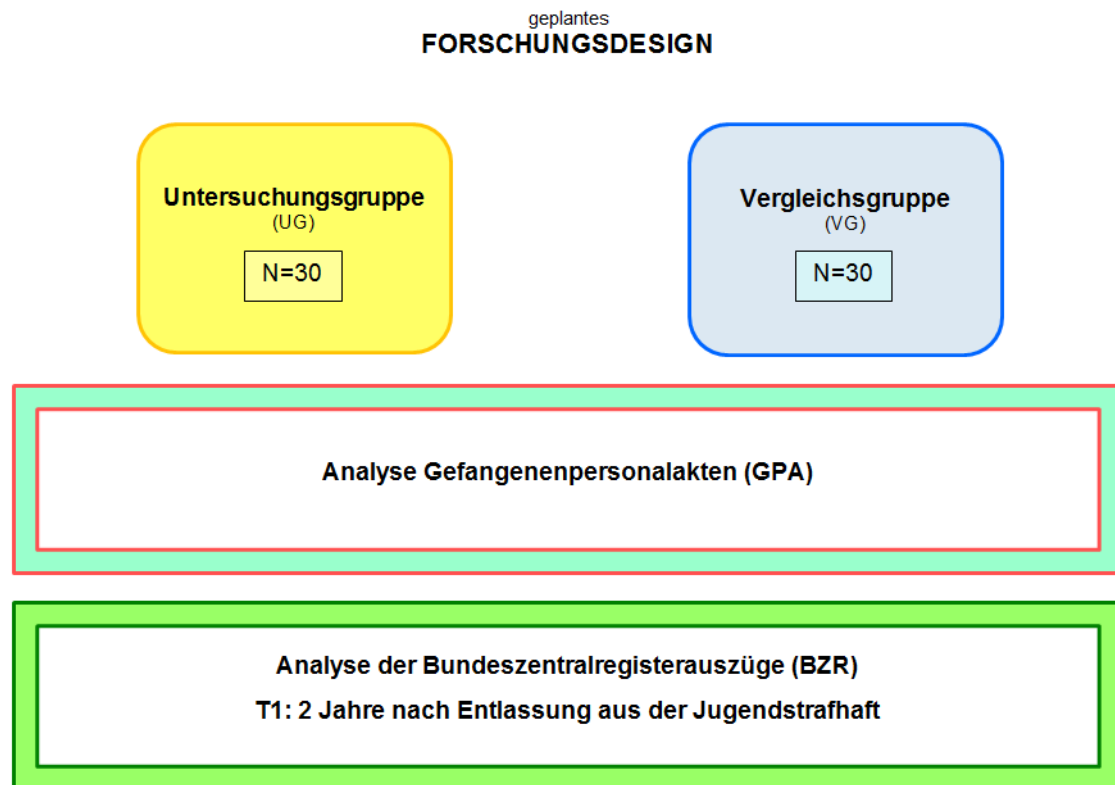 geplantes
FORSCHUNGSDESIGN
Untersuchungsgruppe
(UG)
N=30
Vergleichsgruppe
(VG)
N=30
Analyse Gefangenenpersonalakten (GPA)
Analyse der Bundeszentralregisterauszüge (BZR)
T1: 2 Jahre nach Entlassung aus der Jugendstrafhaft